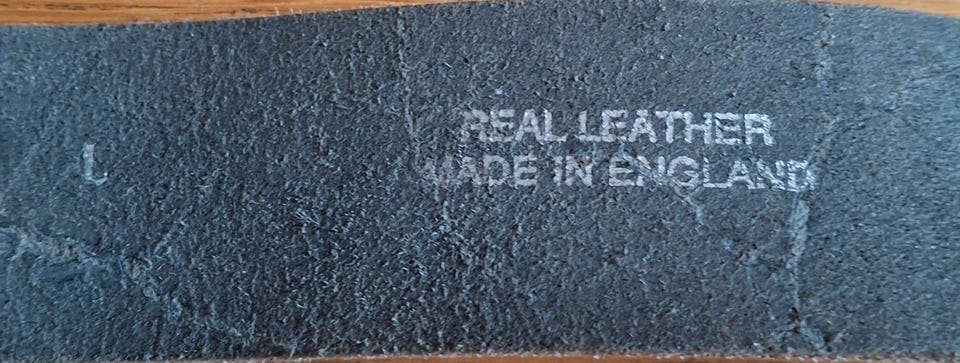 REAL LEATHER
L
MADE IN ENGLAND